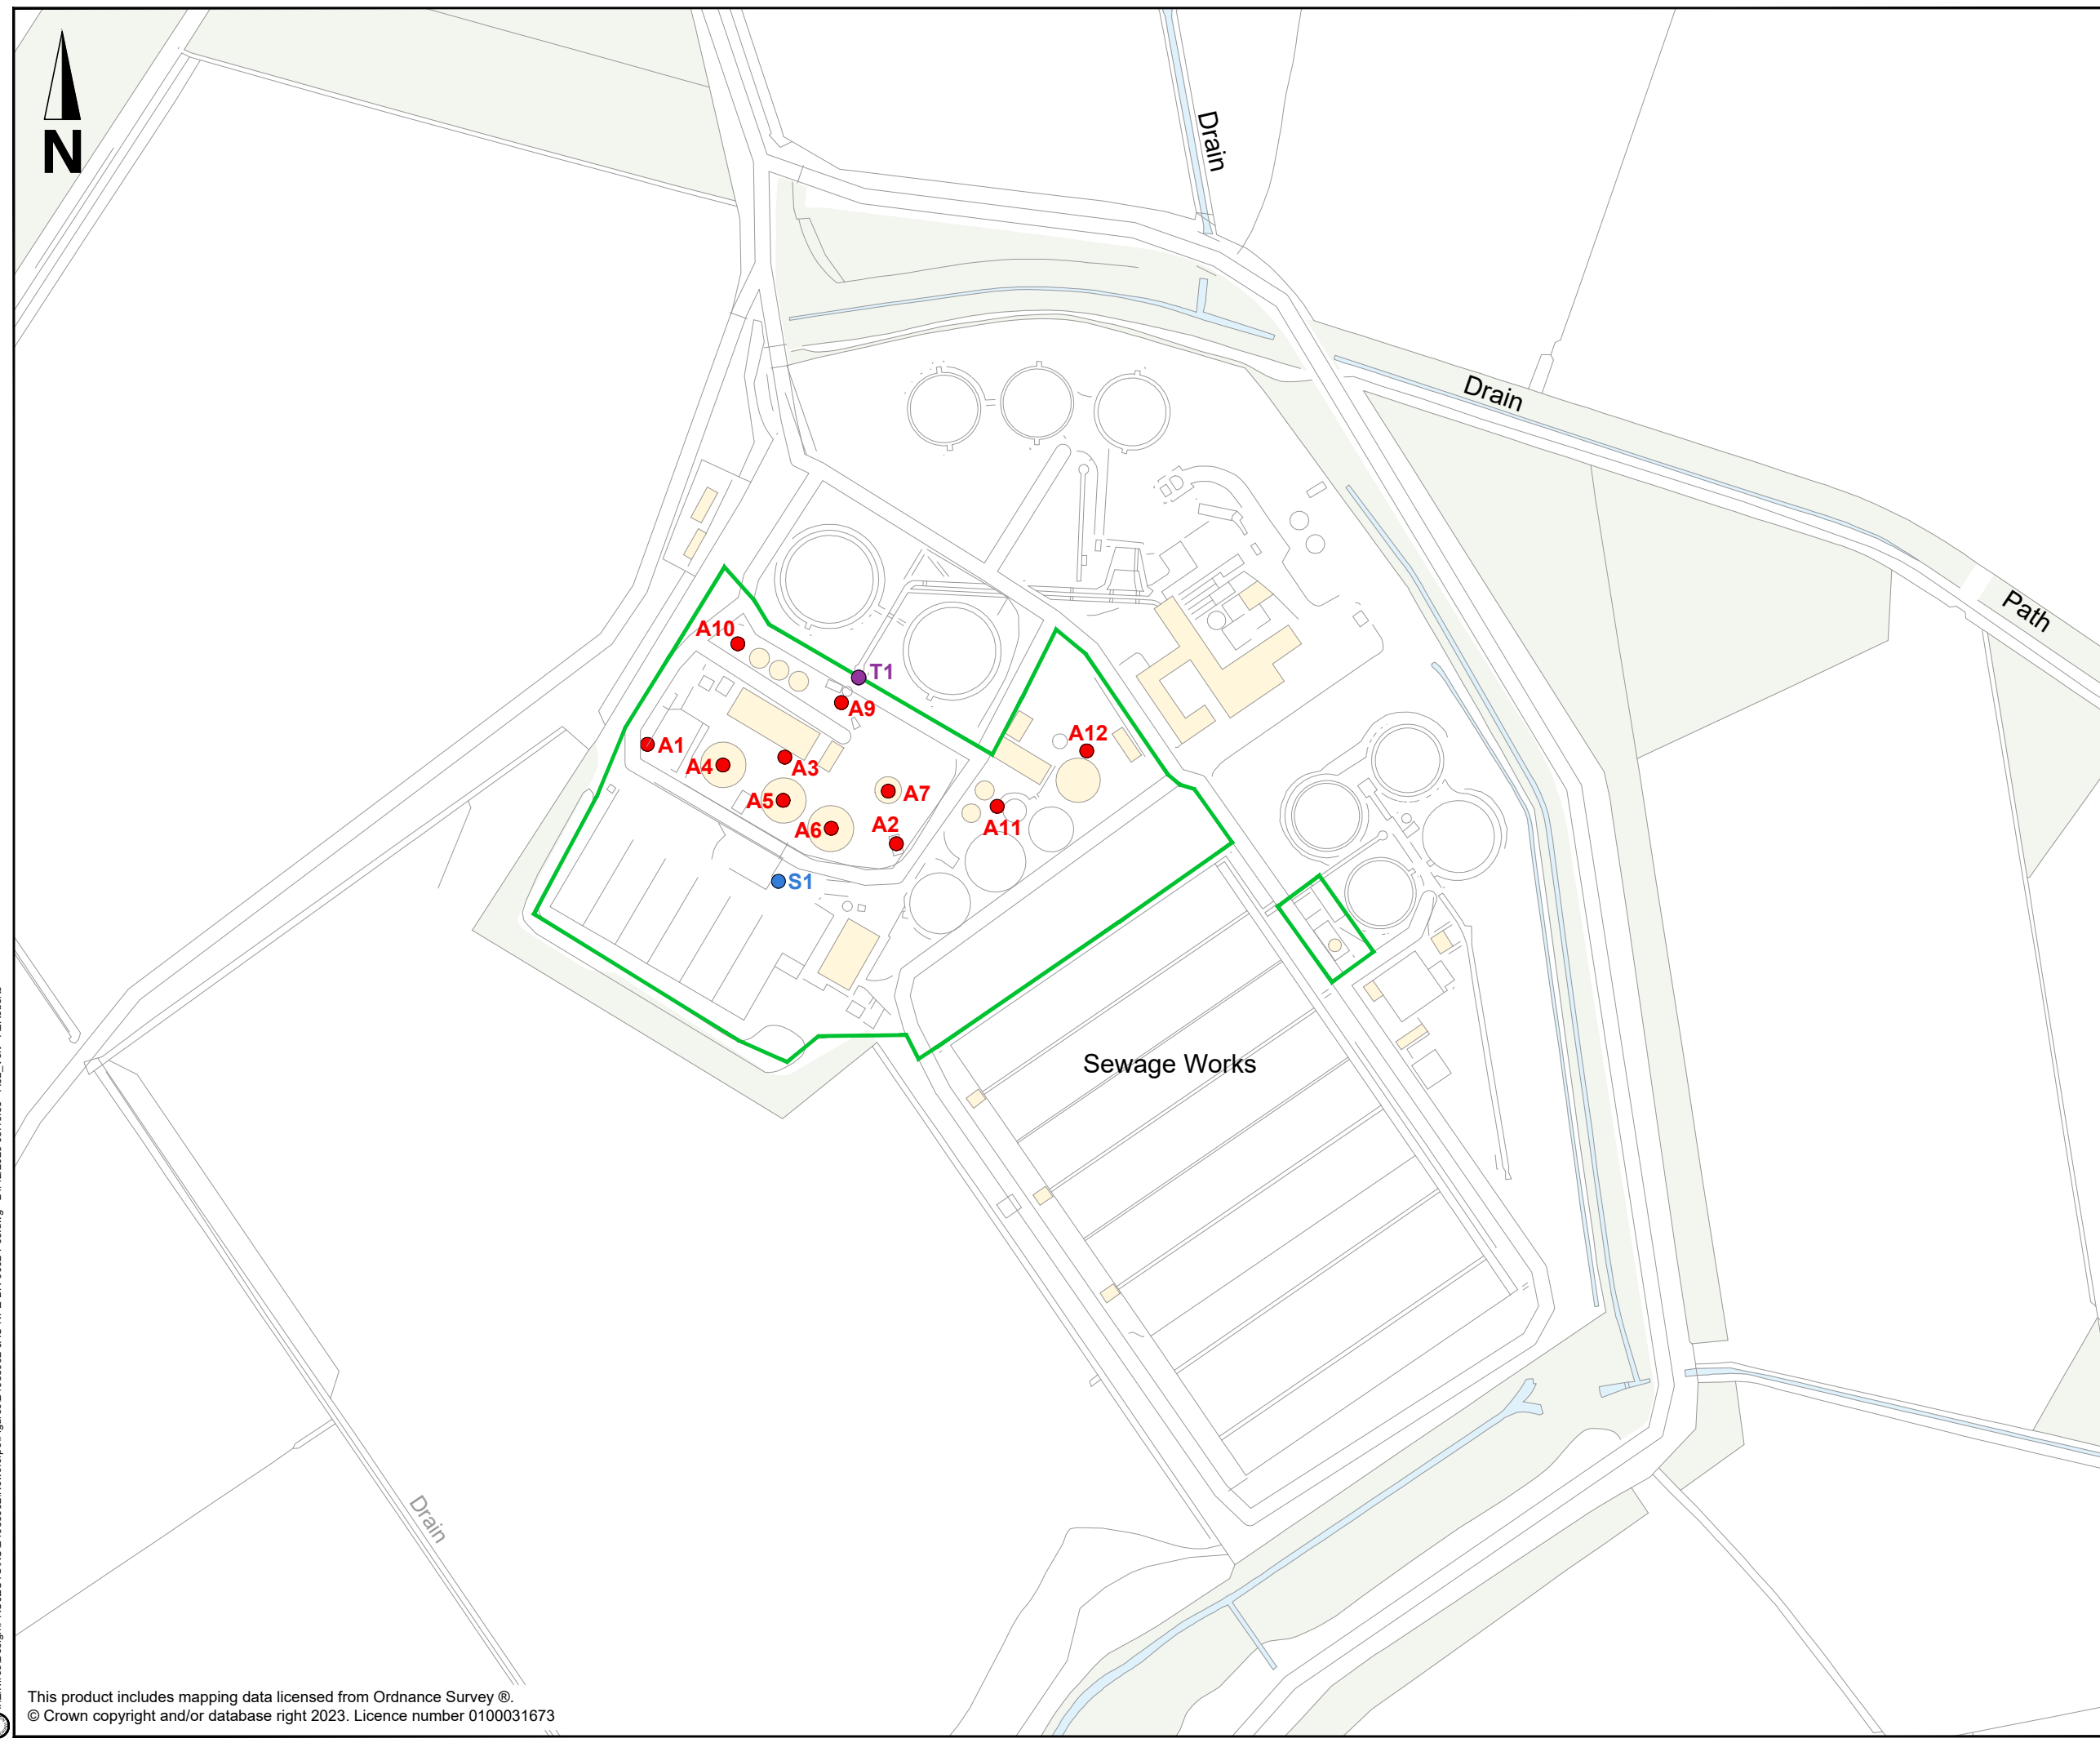 N
Drain
Drain
Path
A10
T1
A9
A1
A12
A4
A3
A5
A7
A6
A2
A11
S1
Sewage Works
Drain
This product includes mapping data licensed from Ordnance Survey ®.
© Crown copyright and/or database right 2023. Licence number 0100031673